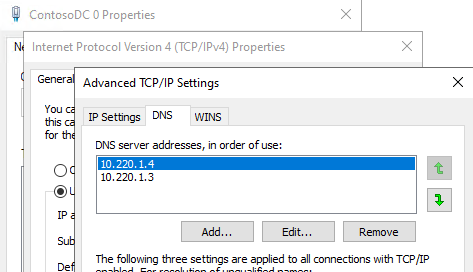 ContosoDC 0 Properties
Internet Protocol Version 4 (TCP/IPv4) Properties
Advanced TCP/IP Settings
General
IP Settings
DNS
WINS
You ca
this ca
for the
DNS server addresses, in order of use:
10.220.1.4
10.220.1.3
IP a
Sub
Defa
Add...
Edit...
Remove
The following three settings are applied to all connections with TCP/IP
enabled. For resolution of unqualified names: